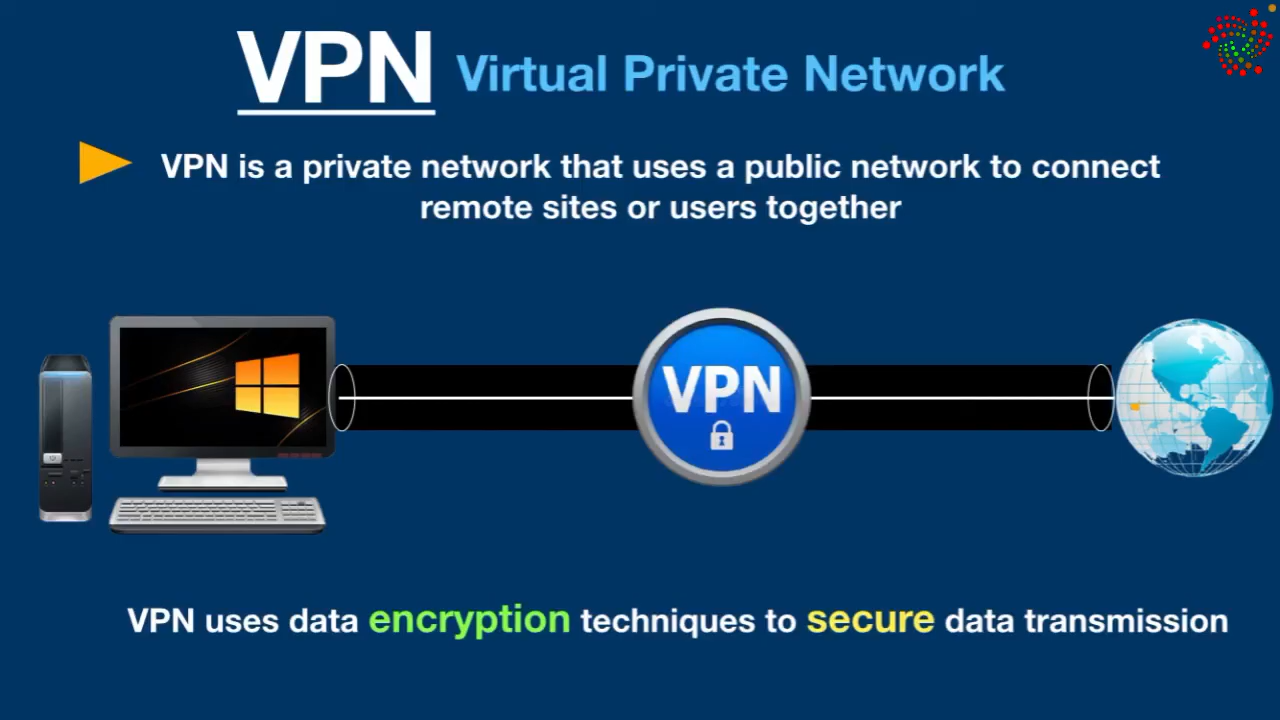 VPN Virtual Private Network
VPN is a private network that uses a public network to connect
remote sites or users together
VPN
VPN uses data encryption techniques to secure data transmission